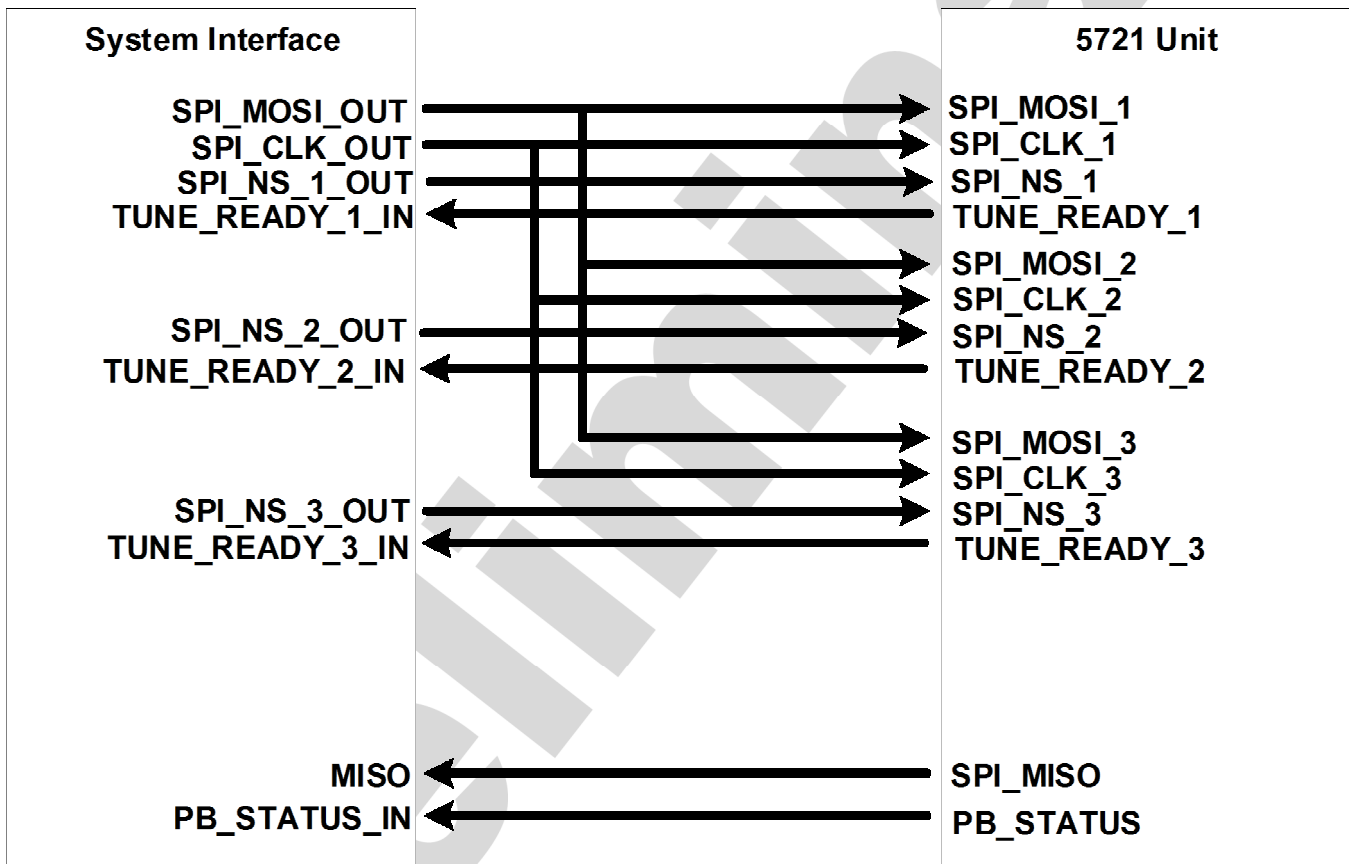 System Interface
5721 Unit
SPI_MOSI_OUT
SPI_MOSI_1
SPI_CLK_OUT
SPI_CLK_1
SPI_NS_1_OUT
SPI_NS_1
TUNE_READY_1_IN
TUNE_READY_1
SPI_MOSI_2
SPI_CLK_2
SPI_NS_2_OUT
SPI_NS_2
TUNE_READY_2_IN
TUNE_READY_2
SPI_MOSI_3
SPI_CLK_3
SPI_NS_3_OUT
SPI_NS_3
TUNE_READY_3_IN
TUNE_READY_3
MISO
SPI_MISO
PB_STATUS_IN
PB_STATUS